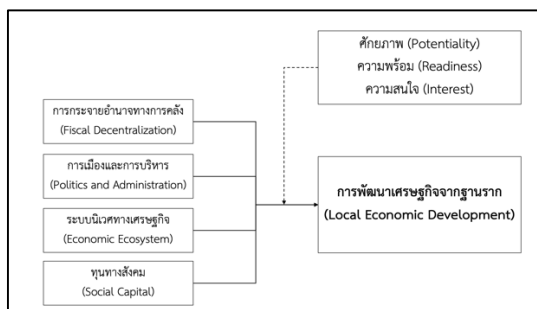 ศักยภาพ (Potentiality)
ความพร้อม (Readiness)
ความสนใจ (Interest)
การกระจายอำนาจทางการคลัง
(Fiscal Decentralization)
การเมืองและการบริหาร
(Politics and Administration)
ระบบนิเวศทางเศรษฐกิจ
(Economic Ecosystem)
ทุนทางสังคม
(Social Capital)
การพัฒนาเศรษฐกิจจากฐานราก
(Local Economic Development)